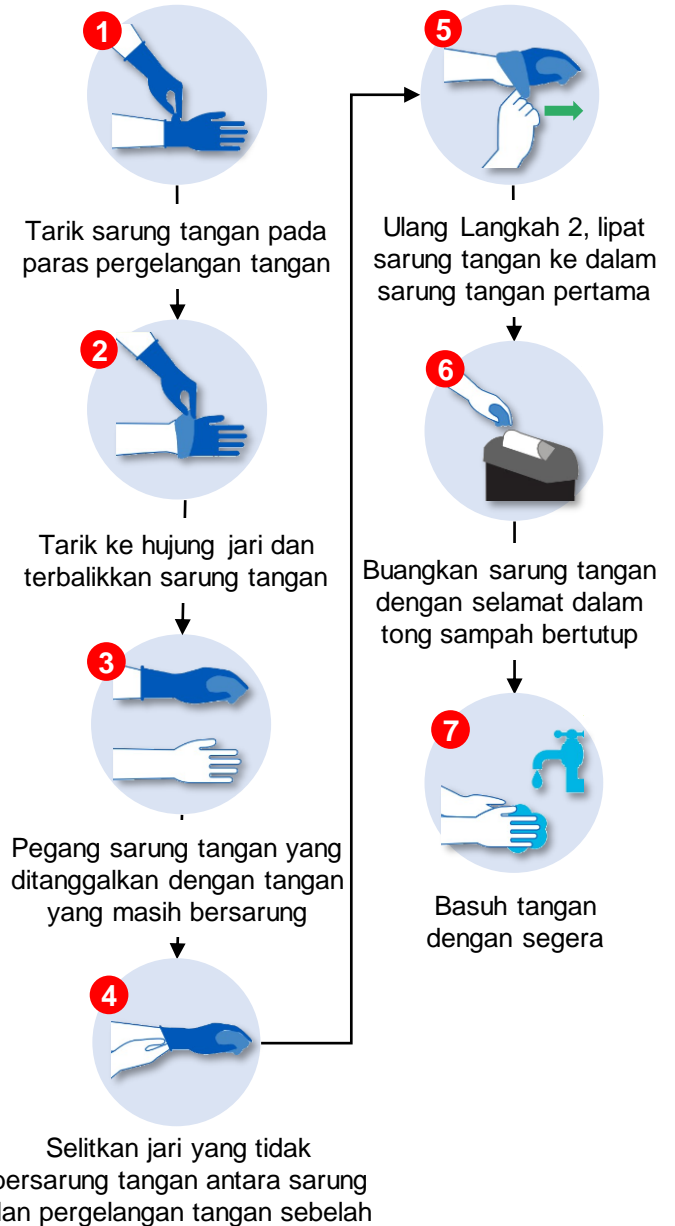 1
Tarik sarung tangan pada
paras pergelangan tangan
2
Tarik ke hujung jari dan
terbalikkan sarung tangan
3
Pegang sarung tangan yang
ditanggalkan dengan tangan
yang masih bersarung
4
Selitkan jari yang tidak
bersarung tangan antara sarung
dan pergelangan tangan sebelah
5
Ulang Langkah 2, lipat
sarung tangan ke dalam
sarung tangan pertama
6
Buangkan sarung tangan
dengan selamat dalam
tong sampah bertutup
7
Basuh tangan
dengan segera